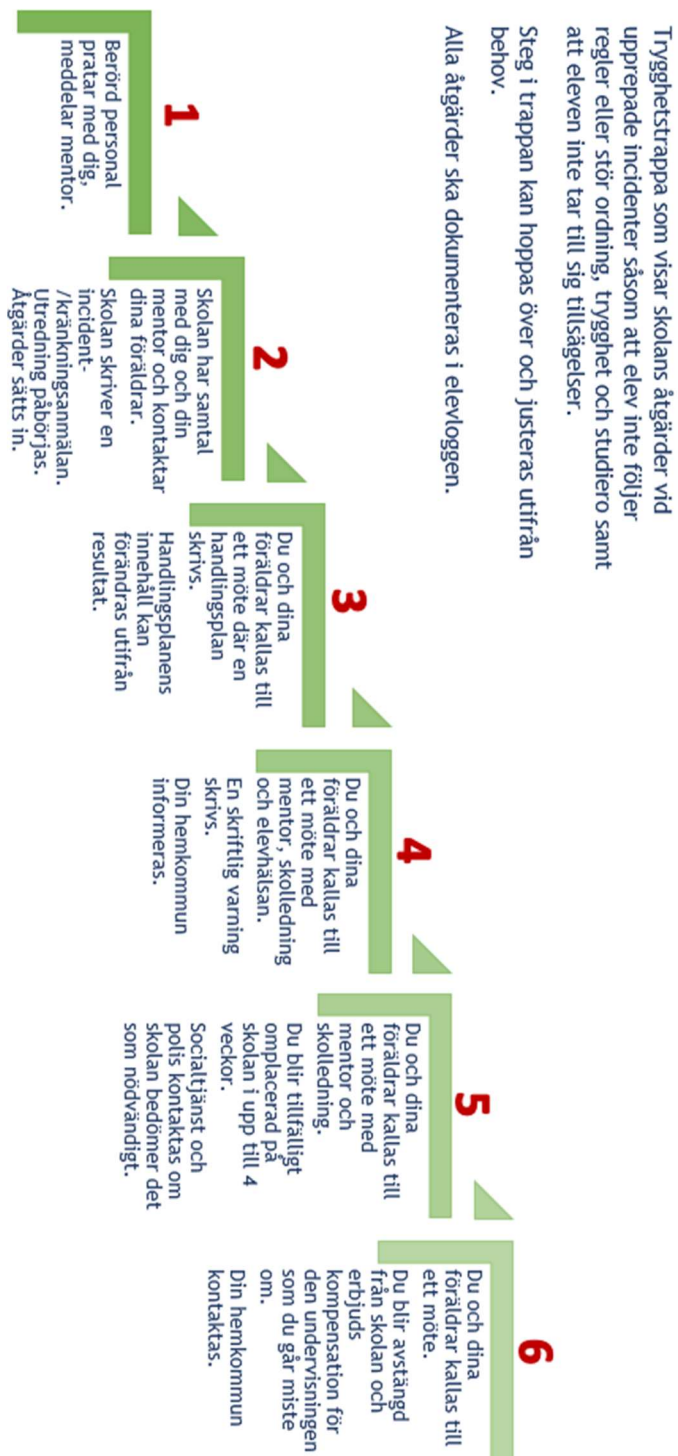 Trygghetstrappa som visar skolans åtgärder vid
upprepade incidenter såsom att elev inte följer
regler eller stör ordning, trygghet och studiero samt
att eleven inte tar till sig tillsägelser.
Steg i trappan kan hoppas över och justeras utifrån
behov.
Alla åtgärder ska dokumenteras i elevloggen.
1
Berörd personal
pratar med dig,
meddelar mentor.
2
Skolan har samtal
med dig och din
mentor och kontaktar
dina föräldrar.
Skolan skriver en
incident-
/kränkningsanmälan.
Utredning påbörjas.
Åtgärder sätts in.
3
Du och dina
föräldrar kallas till
ett möte där en
handlingsplan
skrivs.
Handlingsplanens
innehåll kan
förändras utifrån
resultat.
4
Du och dina
föräldrar kallas till
ett möte med
mentor, skolledning
och elevhälsan.
En skriftlig varning
skrivs.
Din hemkommun
informeras.
5
Du och dina
föräldrar kallas till
ett möte med
mentor och
skolledning.
Du blir tillfälligt
omplacerad på
skolan i upp till 4
veckor.
Socialtjänst och
polis kontaktas om
skolan bedömer det
som nödvändigt.
6
Du och dina
föräldrar kallas till
ett möte.
Du blir avstängd
från skolan och
erbjuds
kompensation för
den undervisningen
som du går miste
om.
Din hemkommun
kontaktas.